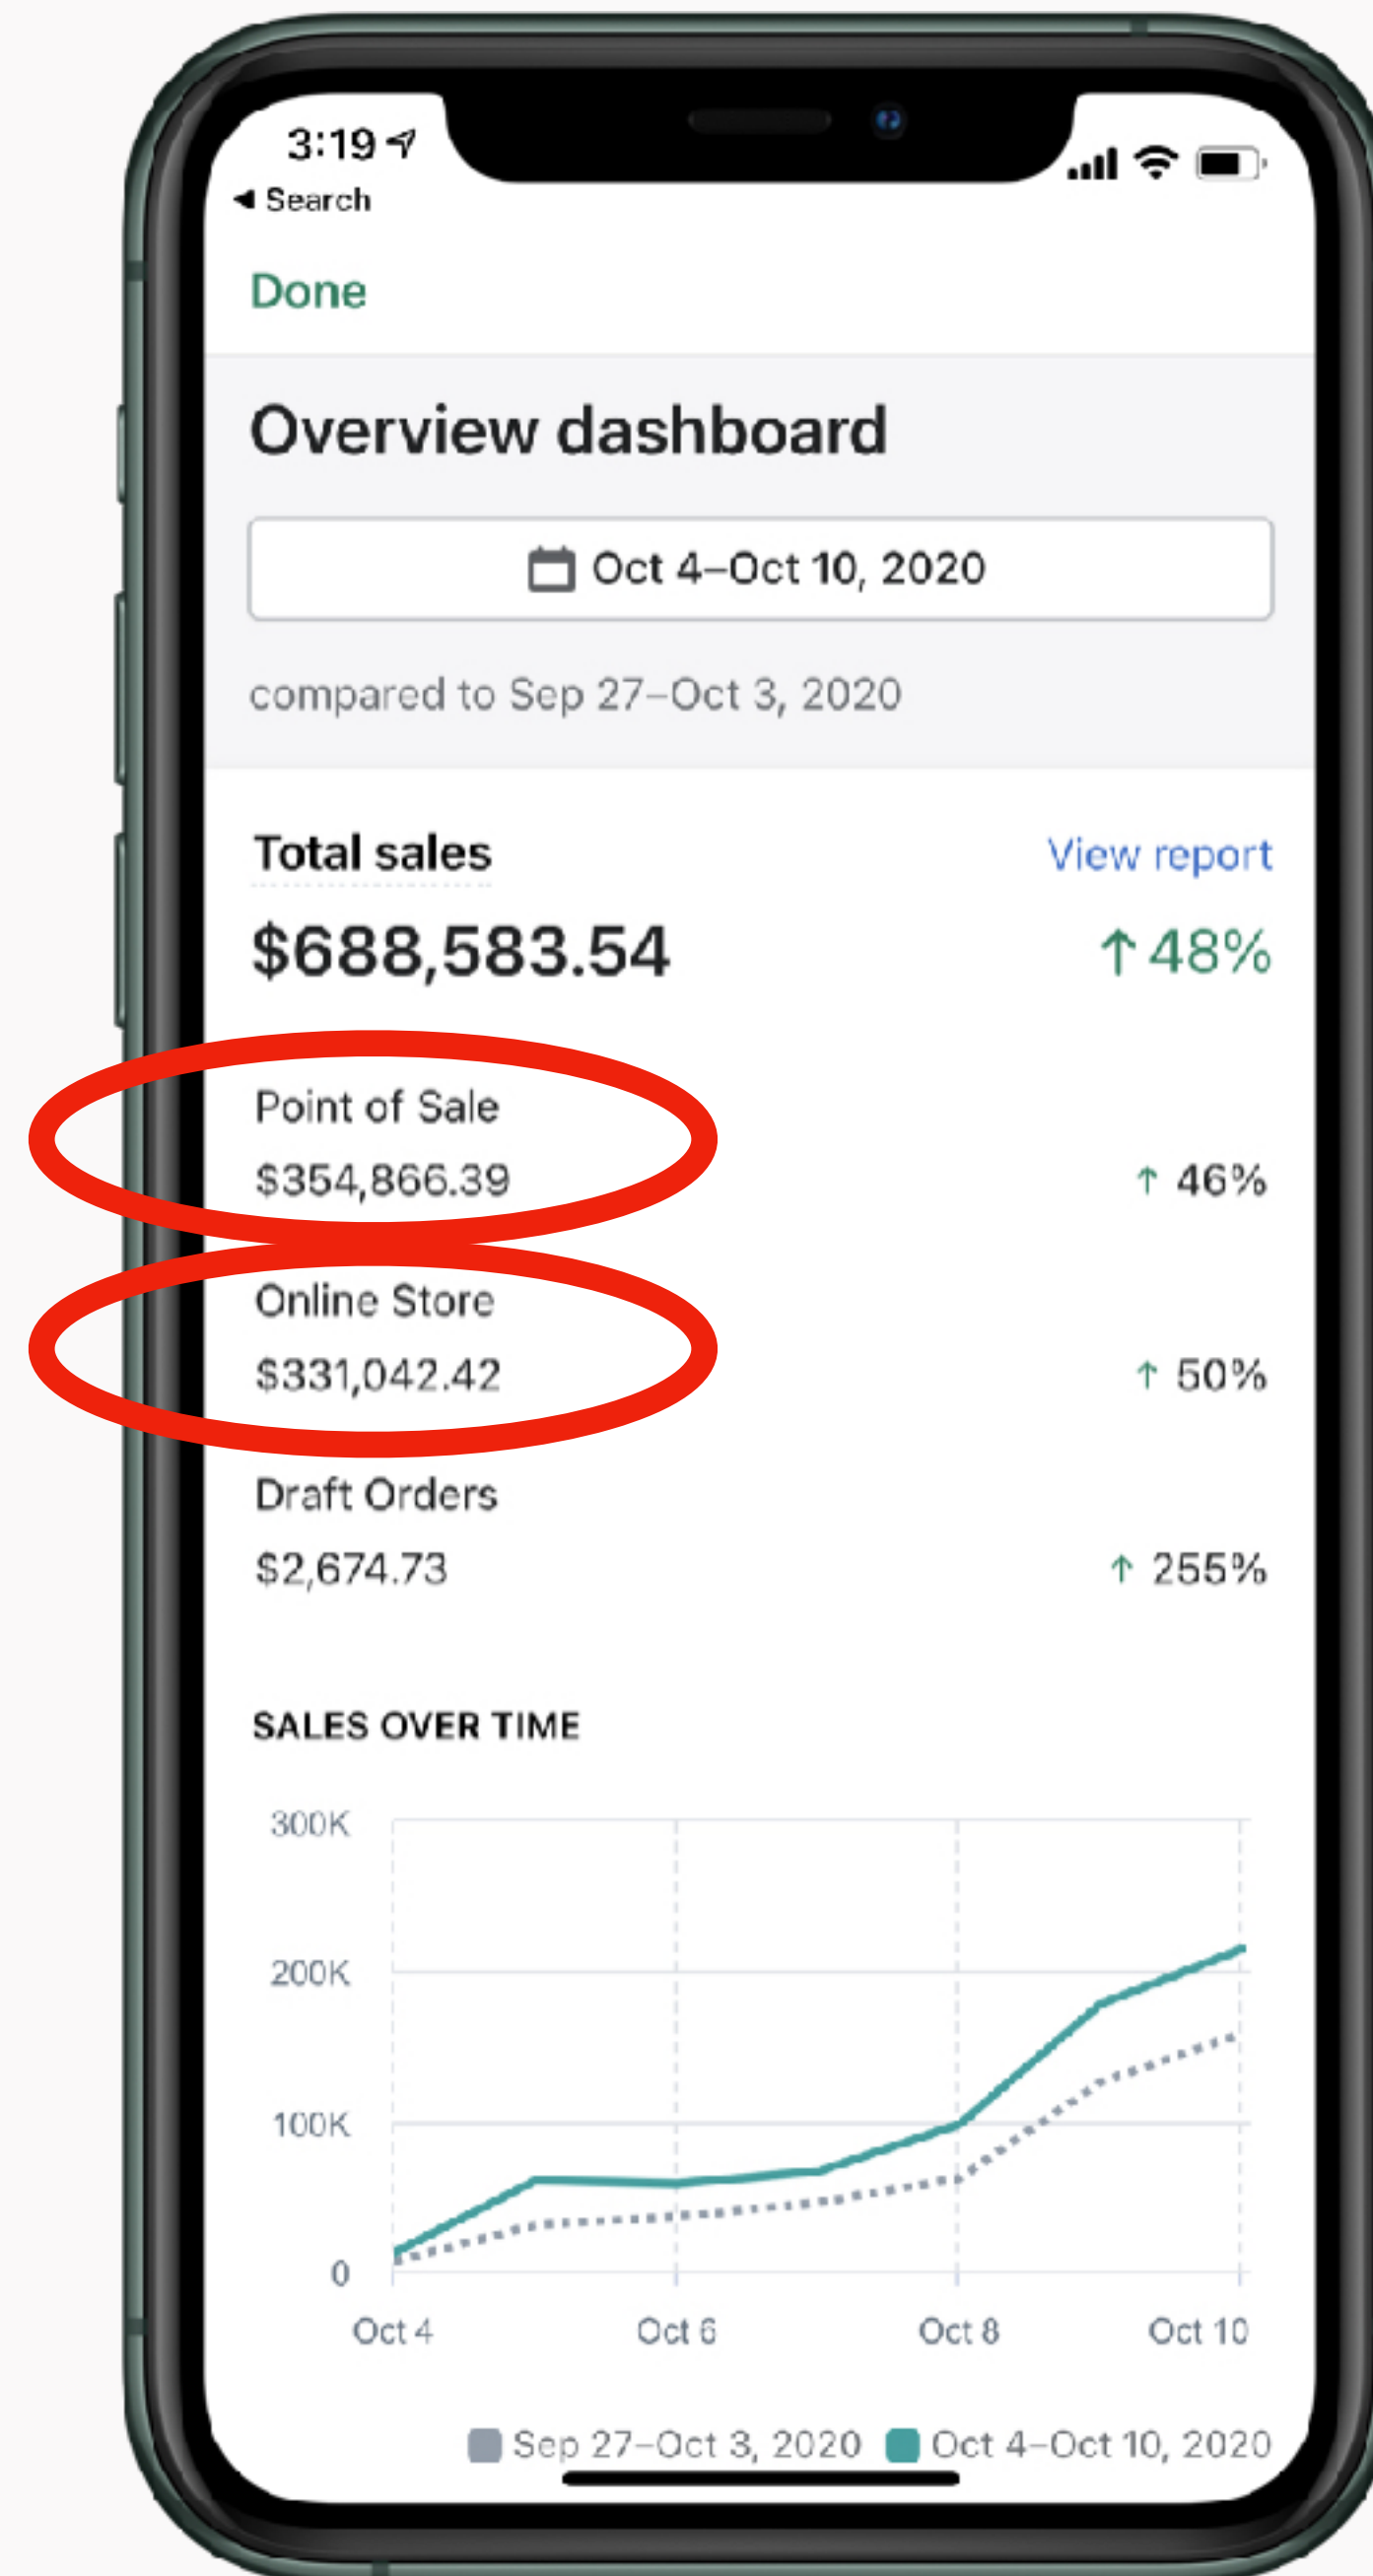 3:19
◀ Search
Done
Overview dashboard
Oct 4–Oct 10, 2020
compared to Sep 27–Oct 3, 2020
Total sales View report
$688,583.54 ↑ 48%
Point of Sale
$354,866.39 ↑ 46%
Online Store
$331,042.42 ↑ 50%
Draft Orders
$2,674.73 ↑ 255%
SALES OVER TIME
300K
200K
100K
0
Oct 4 Oct 6 Oct 8 Oct 10
Sep 27–Oct 3, 2020 Oct 4–Oct 10, 2020